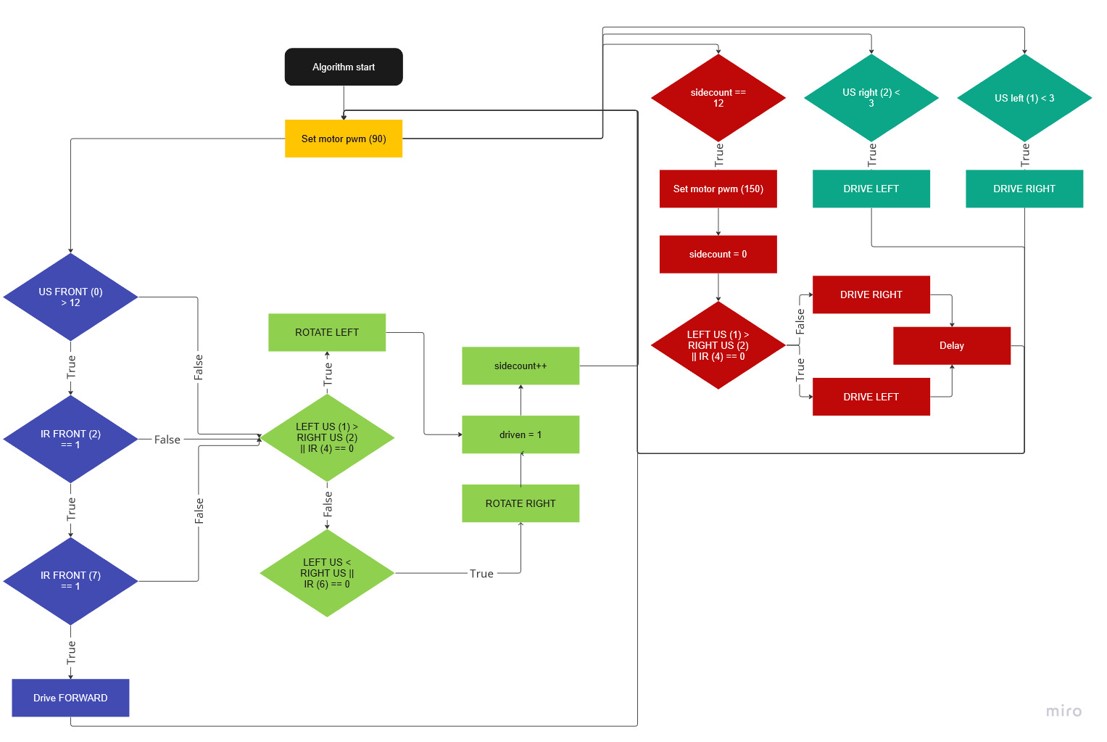 Algorithm start
Set motor pwm (90)
sidecount ==
12
US right (2) <
3
US left (1) < 3
True
True
True
Set motor pwm (150)
DRIVE LEFT
DRIVE RIGHT
sidecount = 0
US FRONT (0)
> 12
DRIVE RIGHT
False
LEFT US (1) >
RIGHT US (2)
|| IR (4) == 0
Delay
True
DRIVE LEFT
ROTATE LEFT
True
False
True
sidecount++
IR FRONT (2)
== 1
False
LEFT US (1) >
RIGHT US (2)
|| IR (4) == 0
driven = 1
True
False
False
ROTATE RIGHT
IR FRONT (7)
== 1
LEFT US <
RIGHT US ||
IR (6) == 0
True
True
Drive FORWARD
miro